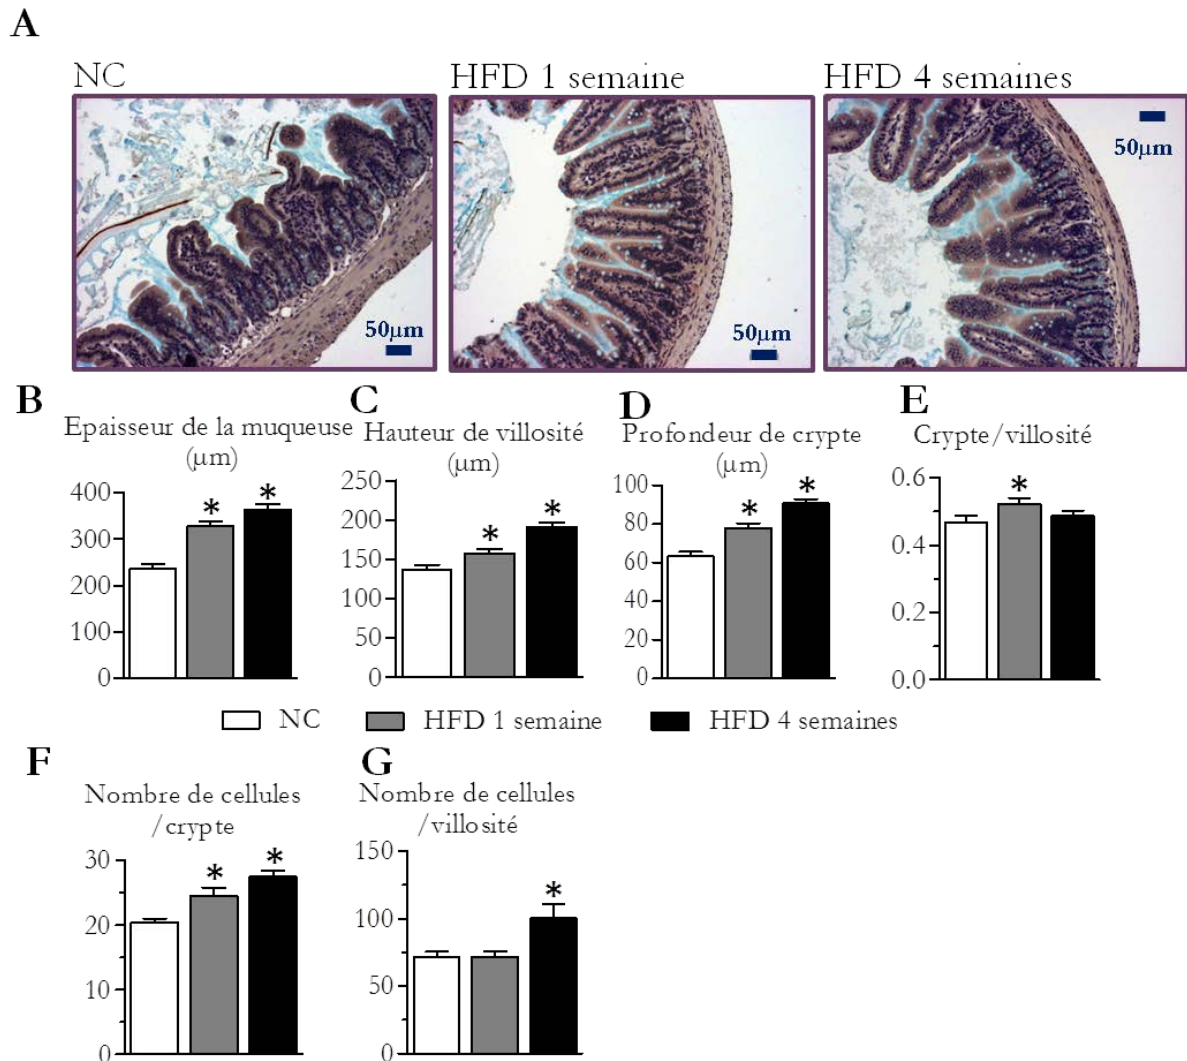 A
NC
HFD 1 semaine
HFD 4 semaines
50µm
50µm
50µm
B
Epaisseur de la muqueuse
(µm)
400
300
200
100
0
*
*
C
Hauteur de villosité
(µm)
250
200
150
100
50
0
*
*
D
Profondeur de crypte
(µm)
100
80
60
40
20
0
*
*
E
Crypte/villosité
0.6
0.4
0.2
0.0
*
NC
HFD 1 semaine
HFD 4 semaines
F
Nombre de cellules
/crypte
30
20
10
0
*
*
G
Nombre de cellules
/villosité
150
100
50
0
*